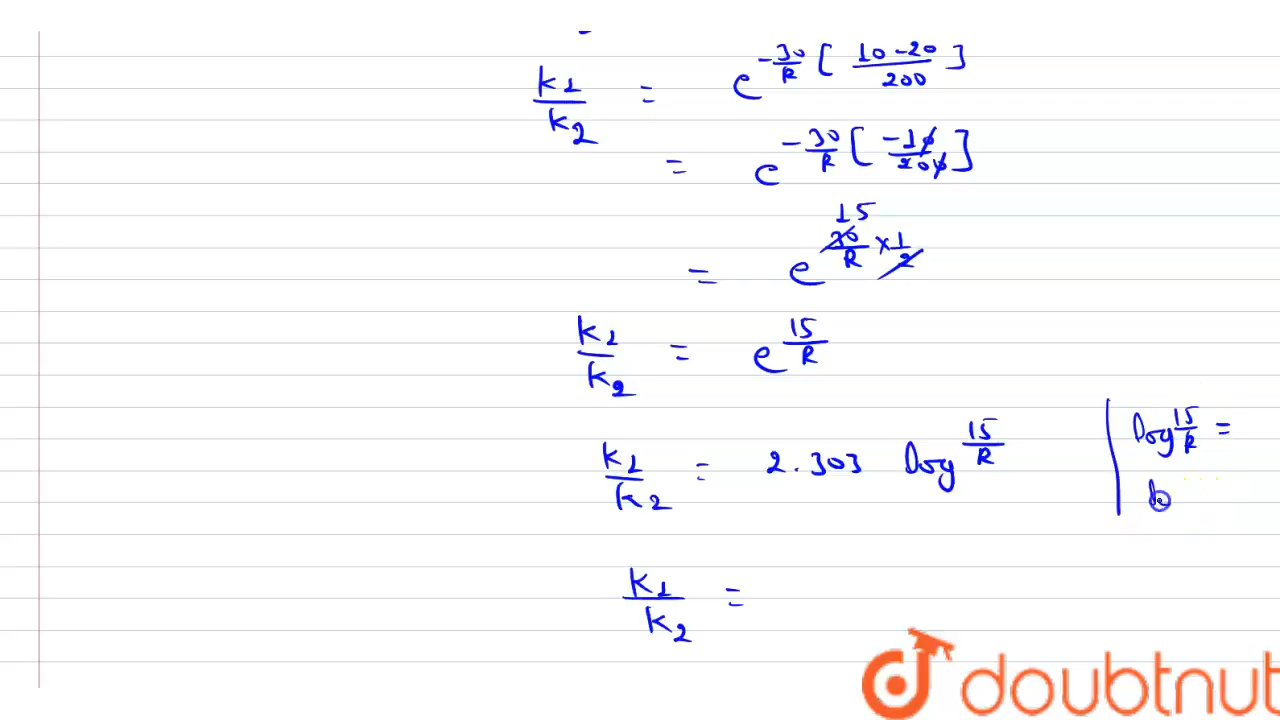 k1/k2 = e^{-30/R [10-20/200]}
= e^{-30/R [-10/200]}
= e^{15 30/R × 1/2}
k1/k2 = e^{15/R}
k1/k2 = 2.303 log^{15/R}
log^{15/R} =
k1/k2 =
doubtnut